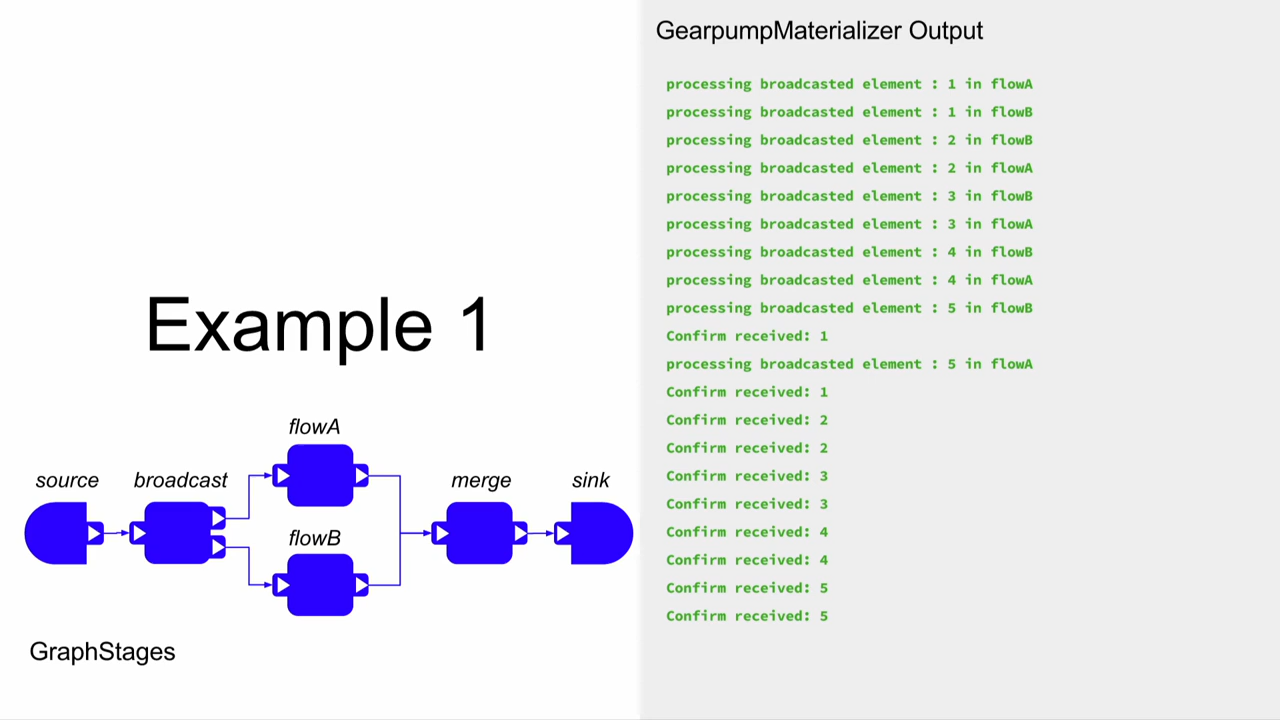 Example 1
flowA
source
broadcast
merge
sink
flowB
GraphStages
GearpumpMaterializer Output
processing broadcasted element : 1 in flowA
processing broadcasted element : 1 in flowB
processing broadcasted element : 2 in flowB
processing broadcasted element : 2 in flowA
processing broadcasted element : 3 in flowB
processing broadcasted element : 3 in flowA
processing broadcasted element : 4 in flowB
processing broadcasted element : 4 in flowA
processing broadcasted element : 5 in flowB
Confirm received: 1
processing broadcasted element : 5 in flowA
Confirm received: 1
Confirm received: 2
Confirm received: 2
Confirm received: 3
Confirm received: 3
Confirm received: 4
Confirm received: 4
Confirm received: 5
Confirm received: 5